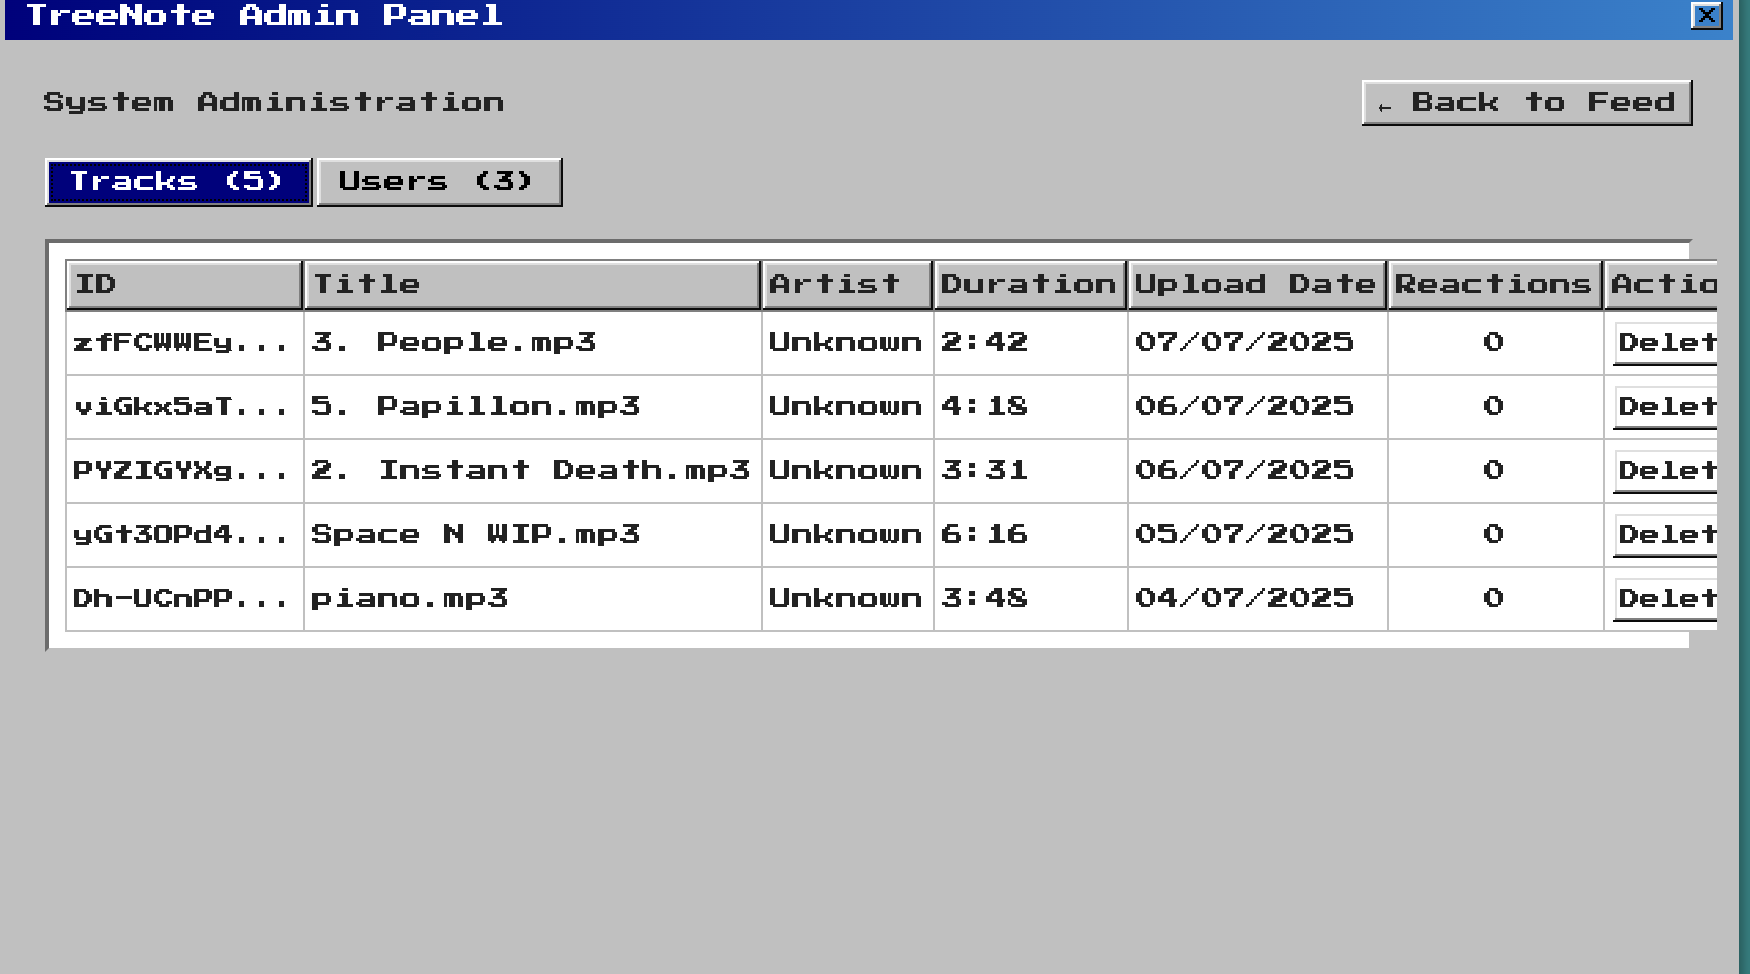 TreeNote Admin Panel
System Administration
← Back to Feed
Tracks (5) Users (3)
ID Title Artist Duration Upload Date Reactions Actio
zfFCWWEy... 3. People.mp3 Unknown 2:42 07/07/2025 0 Delet
viGkx5aT... 5. Papillon.mp3 Unknown 4:18 06/07/2025 0 Delet
PYZIGYXg... 2. Instant Death.mp3 Unknown 3:31 06/07/2025 0 Delet
yGt3OPd4... Space N WIP.mp3 Unknown 6:16 05/07/2025 0 Delet
Dh-UCnPP... piano.mp3 Unknown 3:48 04/07/2025 0 Delet